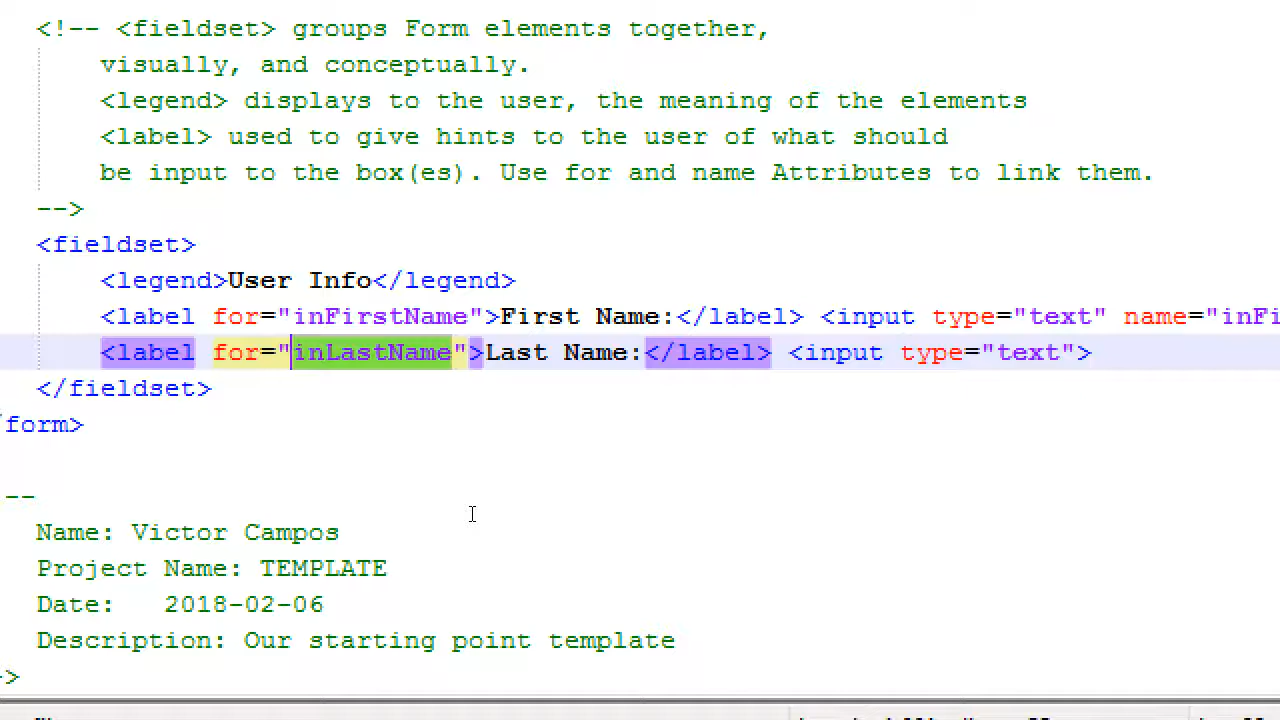 <!-- <fieldset> groups Form elements together,
visually, and conceptually.
<legend> displays to the user, the meaning of the elements
<label> used to give hints to the user of what should
be input to the box(es). Use for and name Attributes to link them.
-->
<fieldset>
<legend>User Info</legend>
<label for="inFirstName">First Name:</label> <input type="text" name="inFi
<label for="inLastName">Last Name:</label> <input type="text">
</fieldset>
form>
--
Name: Victor Campos
Project Name: TEMPLATE
Date: 2018-02-06
Description: Our starting point template
>